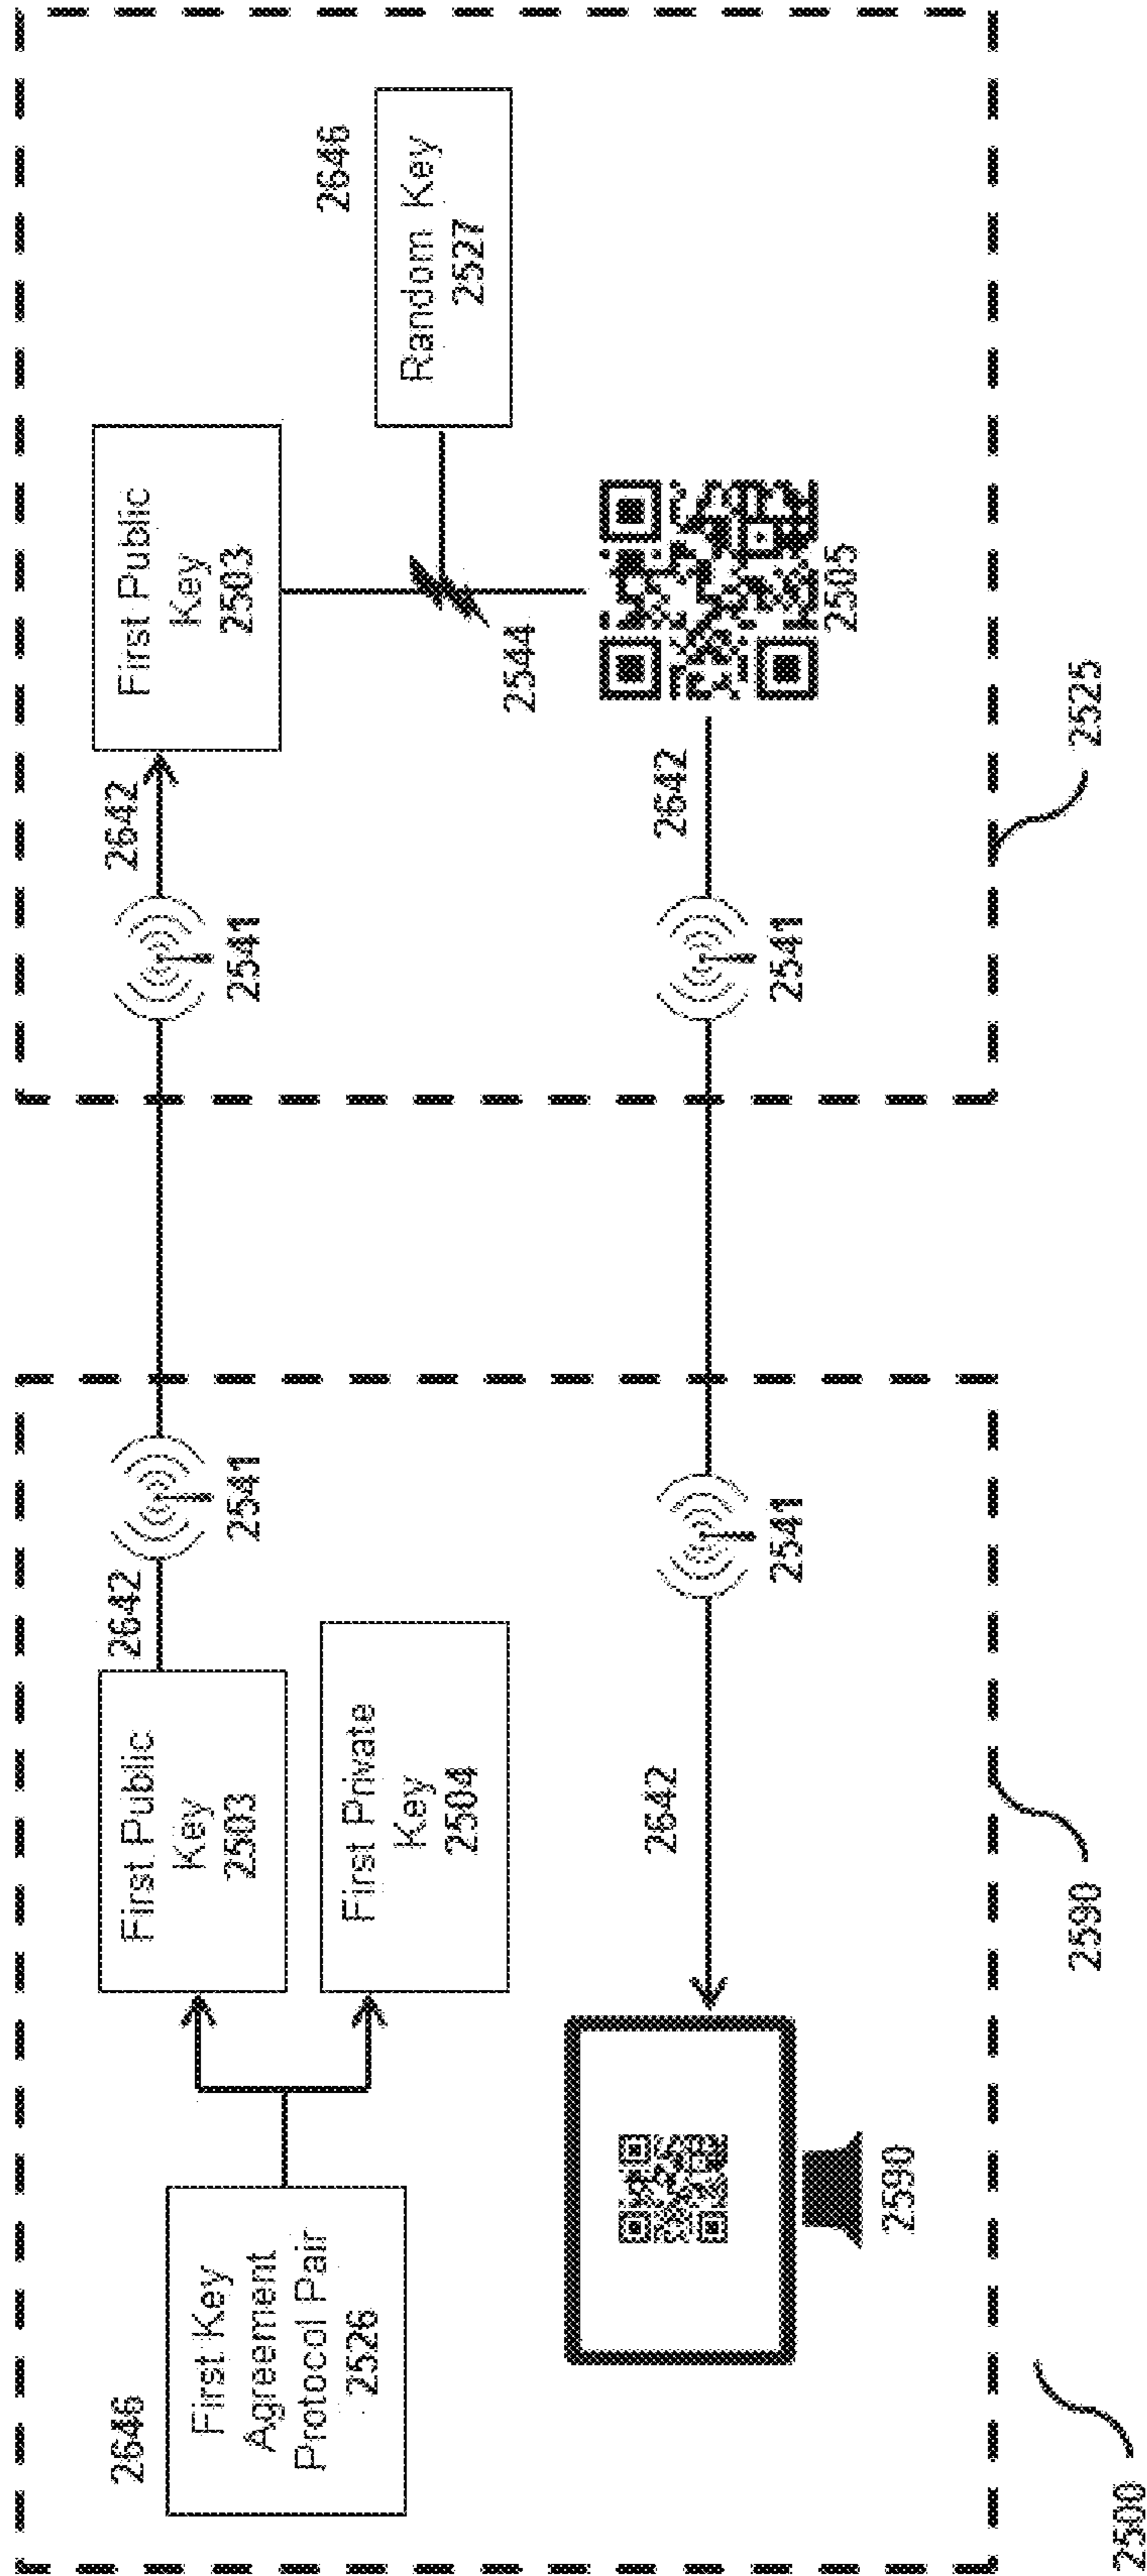 2646
First Key
Agreement
Protocol Pair
2526
First Public
Key
2503
2642
2541
First Private
Key
2504
2541
2642
First Public
Key
2503
2646
Random Key
2527
2544
2590
2642
2541
2541
2642
2505
2590
2525
2500